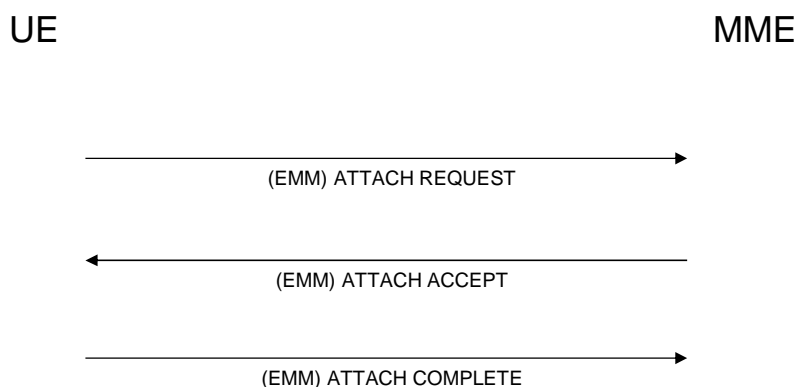 UE
MME
(EMM) ATTACH REQUEST
(EMM) ATTACH ACCEPT
(EMM) ATTACH COMPLETE